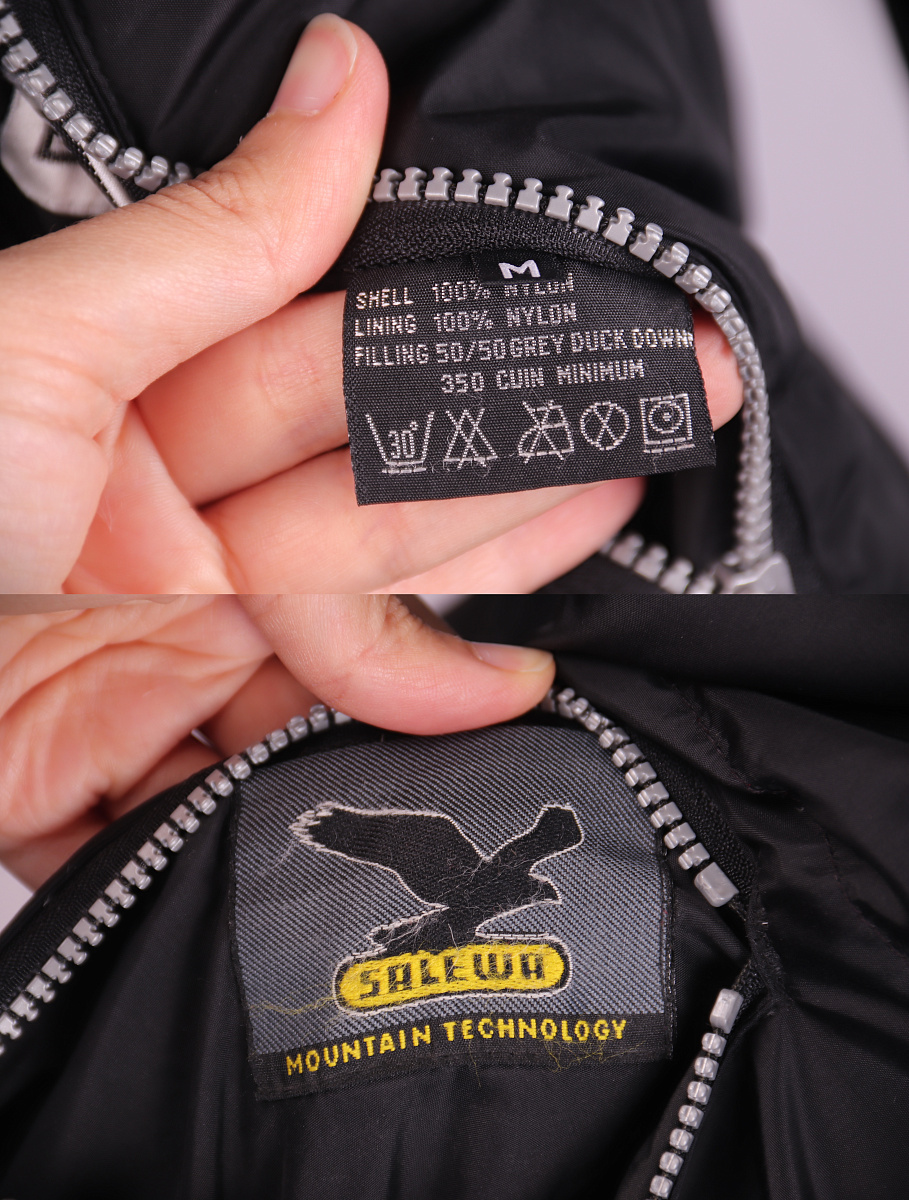 M
SHELL 100% NYLON
LINING 100% NYLON
FILLING 50/50 GREY DUCK DOWN
350 CUIN MINIMUM
30°
SALEWA
MOUNTAIN TECHNOLOGY